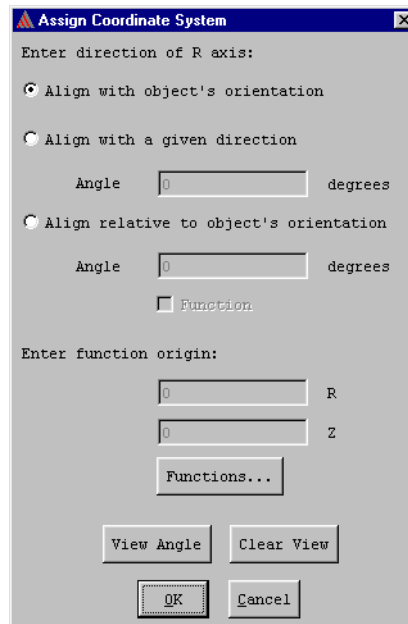 Assign Coordinate System
Enter direction of R axis:
Align with object's orientation
Align with a given direction
Angle 0 degrees
Align relative to object's orientation
Angle 0 degrees
Function
Enter function origin:
0 R
0 Z
Functions...
View Angle Clear View
OK Cancel